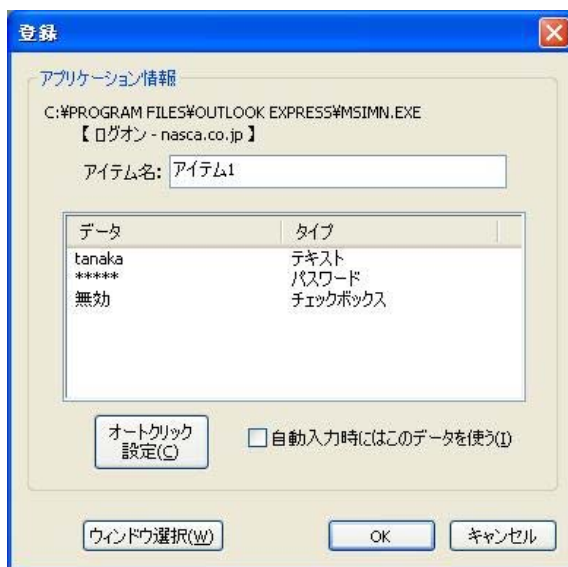 登録
アプリケーション情報
C:¥PROGRAM FILES¥OUTLOOK EXPRESS¥MSIMN.EXE
【 ログオン - nasca.co.jp 】
アイテム名: アイテム1
データ タイプ
tanaka テキスト
***** パスワード
無効 チェックボックス
オートクリック
設定(C)
自動入力時にはこのデータを使う(I)
ウィンドウ選択(W) OK キャンセル